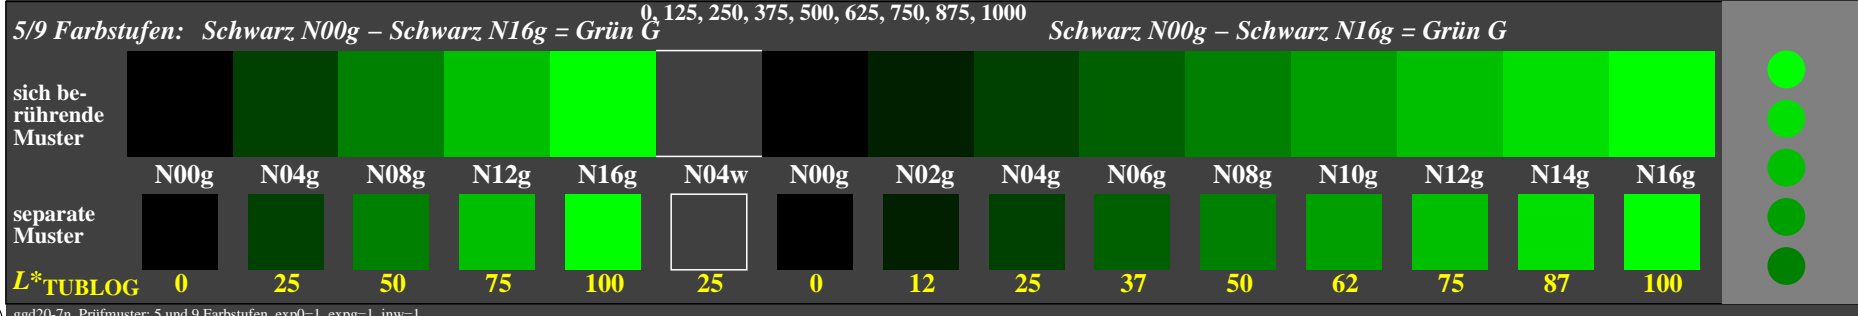 0, 125, 250, 375, 500, 625, 750, 875, 1000
5/9 Farbstufen: Schwarz N00g – Schwarz N16g = Grün G Schwarz N00g – Schwarz N16g = Grün G
sich be-
rührende
Muster
N00g N04g N08g N12g N16g N04w N00g N02g N04g N06g N08g N10g N12g N14g N16g
separate
Muster
L*TUBLOG 0 25 50 75 100 25 0 12 25 37 50 62 75 87 100
ggd20-7n, Prüfmuster: 5 und 9 Farbstufen, exp0=1, expg=1, inw=1